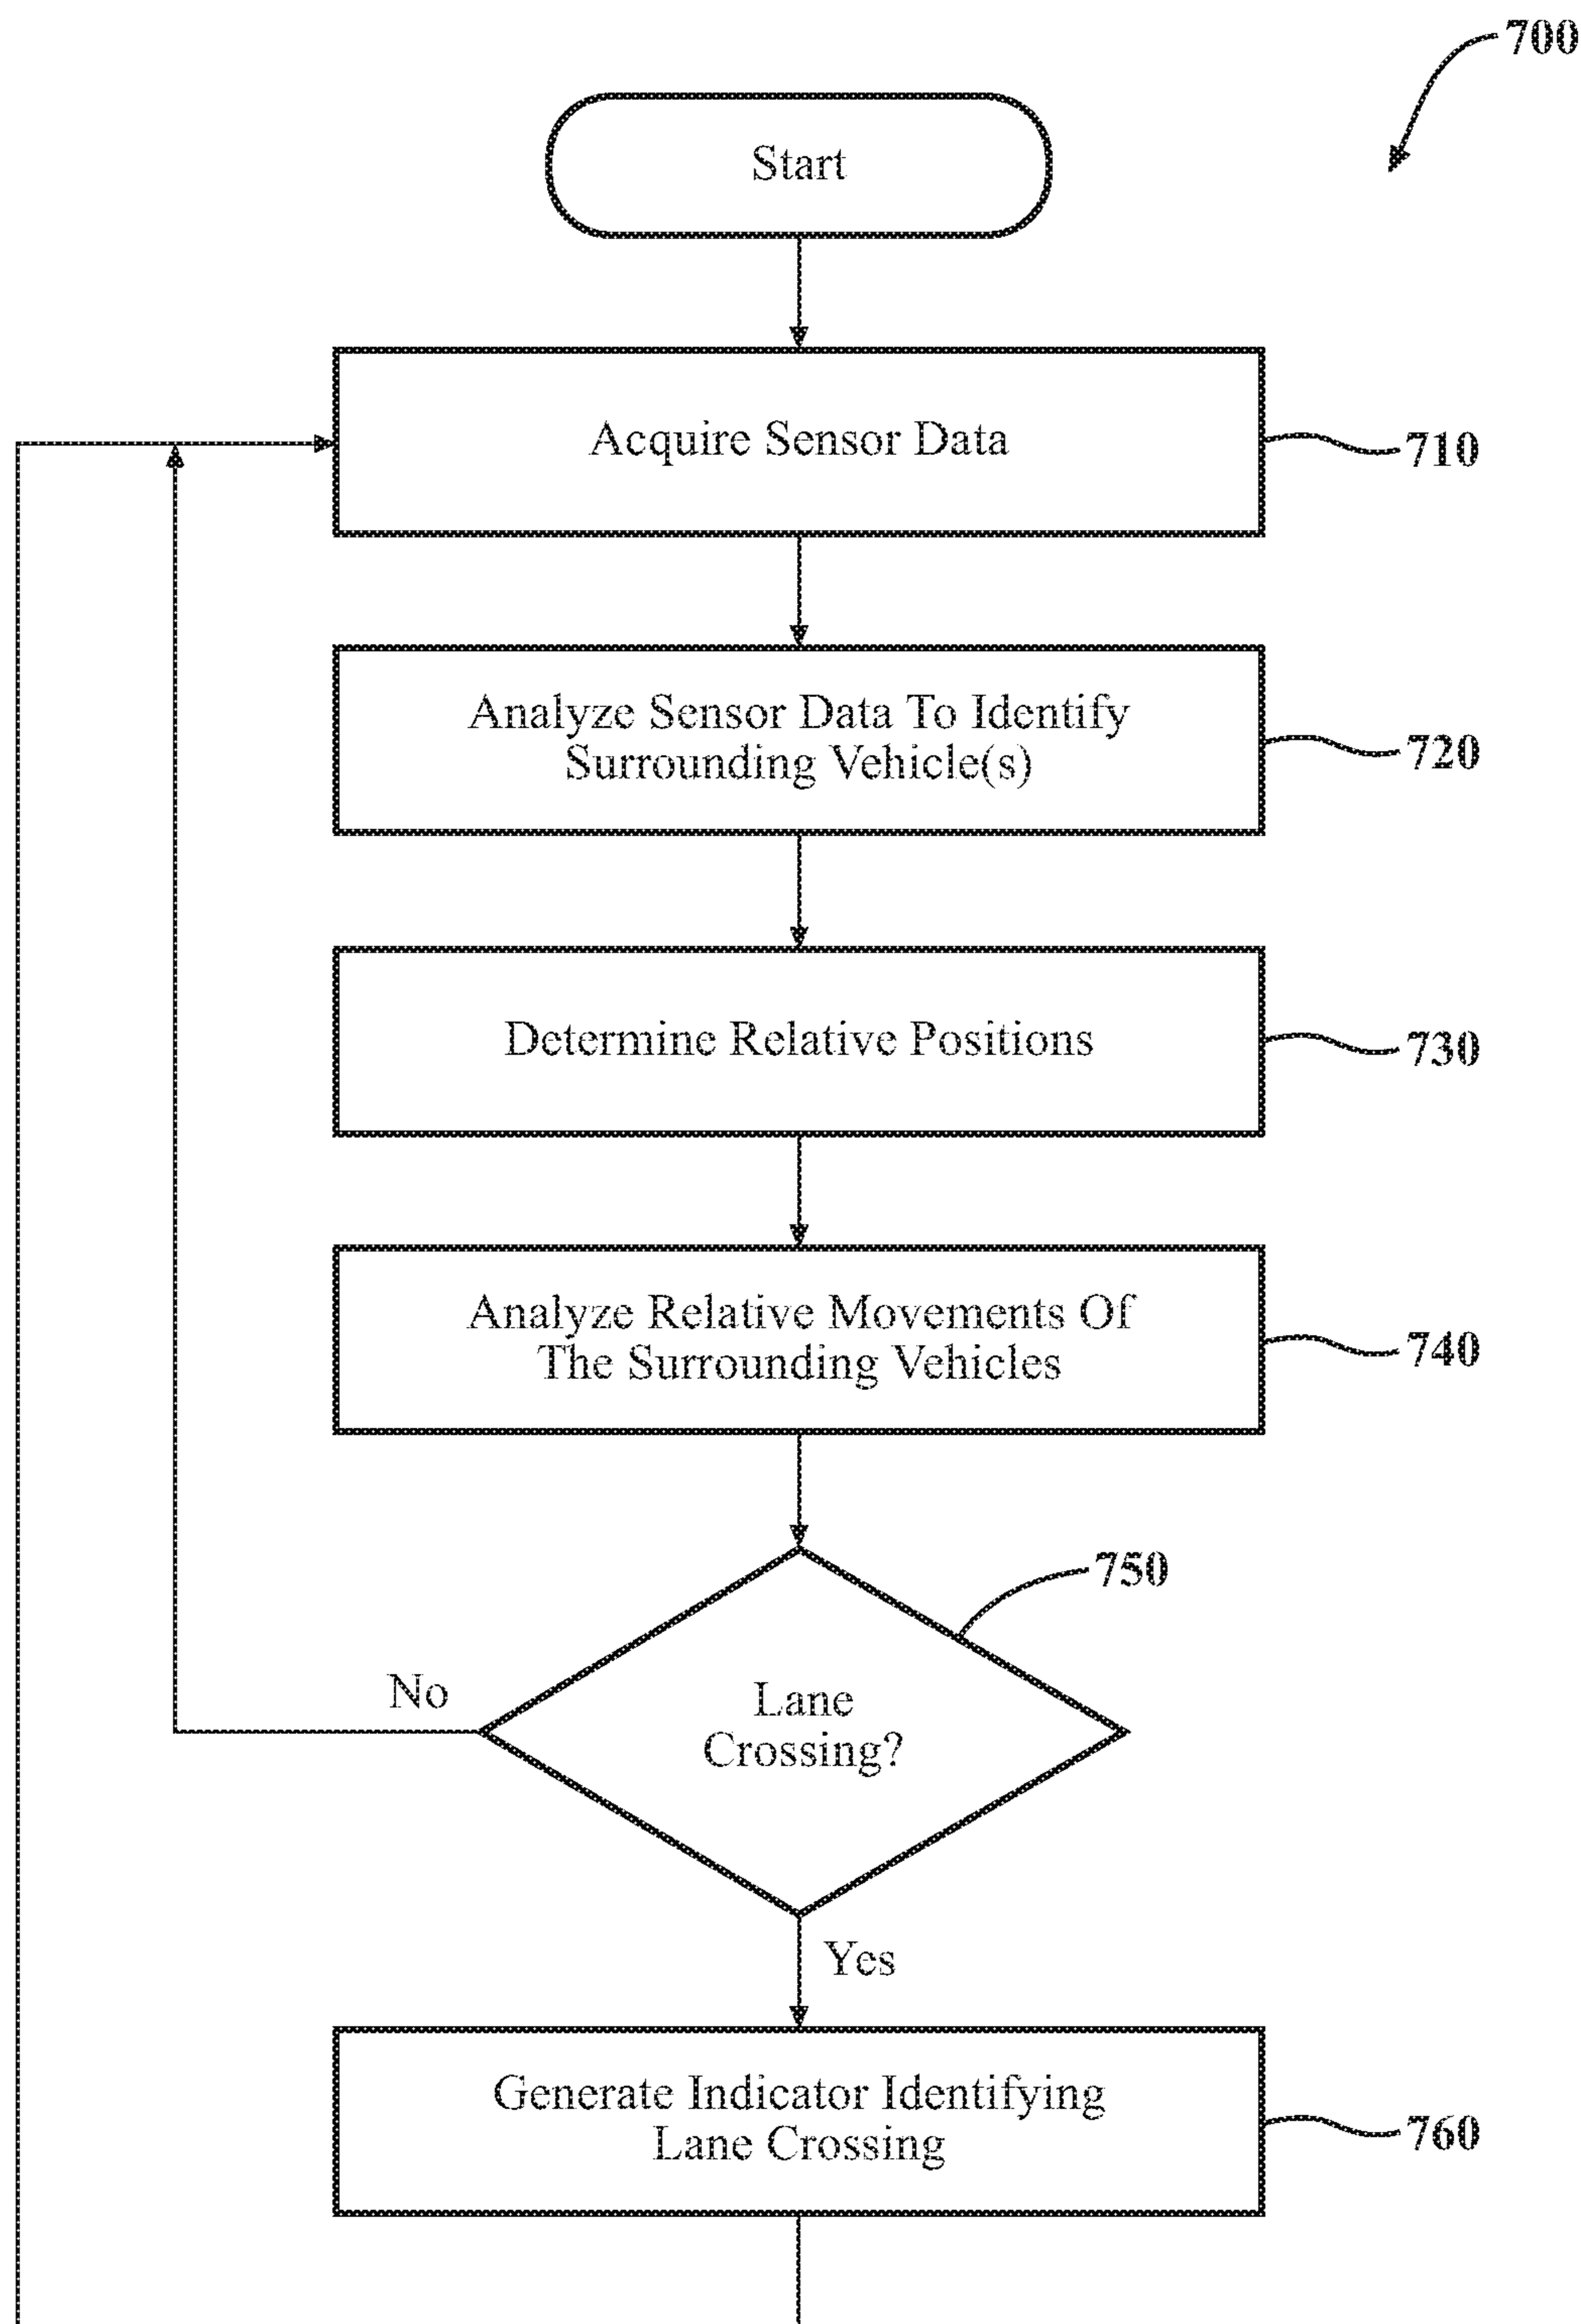 700
Start
Acquire Sensor Data
710
Analyze Sensor Data To Identify
Surrounding Vehicle(s)
720
Determine Relative Positions
730
Analyze Relative Movements Of
The Surrounding Vehicles
740
750
Lane
Crossing?
No
Yes
Generate Indicator Identifying
Lane Crossing
760